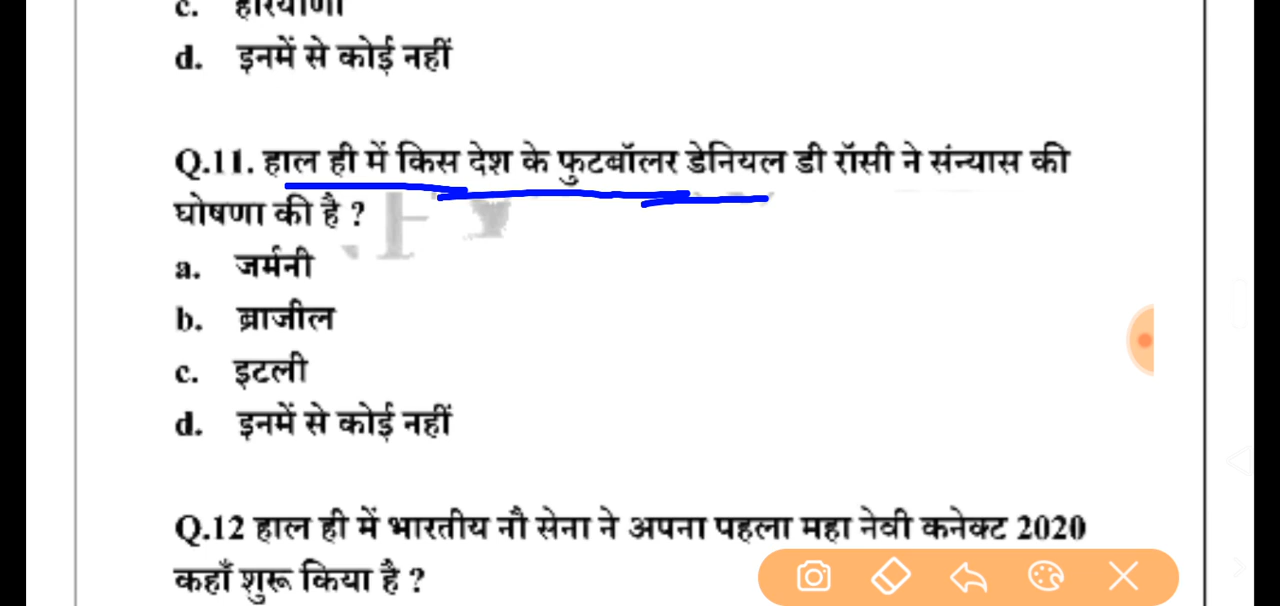 c. हरियाणा
d. इनमें से कोई नहीं
Q.11. हाल ही में किस देश के फुटबॉलर डेनियल डी रॉसी ने संन्यास की
घोषणा की है ?
a. जर्मनी
b. ब्राजील
c. इटली
d. इनमें से कोई नहीं
Q.12 हाल ही में भारतीय नौ सेना ने अपना पहला महा नेवी कनेक्ट 2020
कहाँ शुरू किया है ?